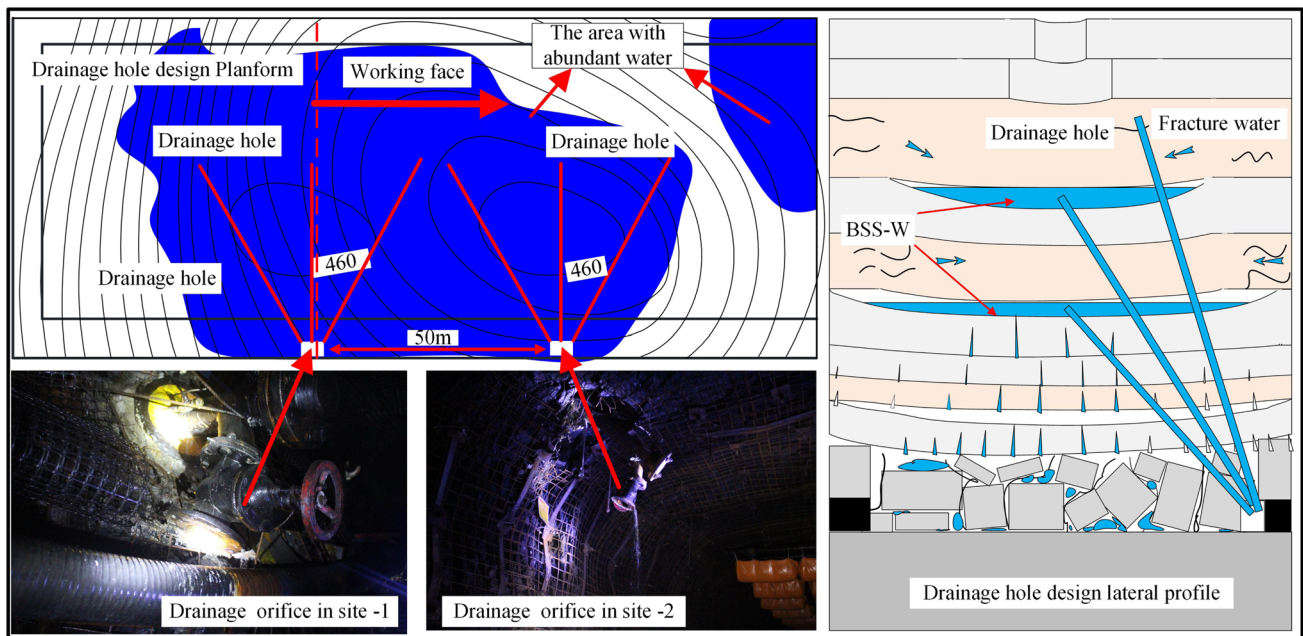 The area with
abundant water
Drainage hole design Planform
Working face
Drainage hole
Drainage hole
Drainage hole
460
460
50m
Drainage orifice in site -1
Drainage orifice in site -2
Drainage hole
Fracture water
BSS-W
Drainage hole design lateral profile